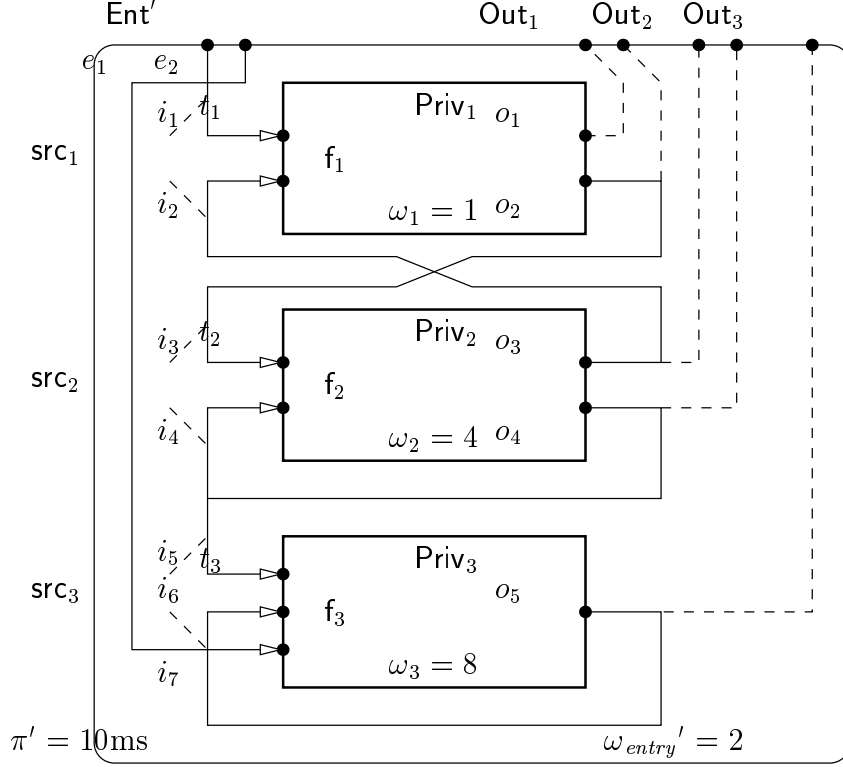 Ent′ Out₁ Out₂ Out₃
e₁ e₂
i₁ t₁ Priv₁ o₁
src₁ f₁
i₂ ω₁ = 1 o₂
i₃ t₂ Priv₂ o₃
src₂ f₂
i₄ ω₂ = 4 o₄
i₅ t₃ Priv₃
src₃ i₆ f₃ o₅
i₇ ω₃ = 8
π′ = 10ms ω_entry′ = 2